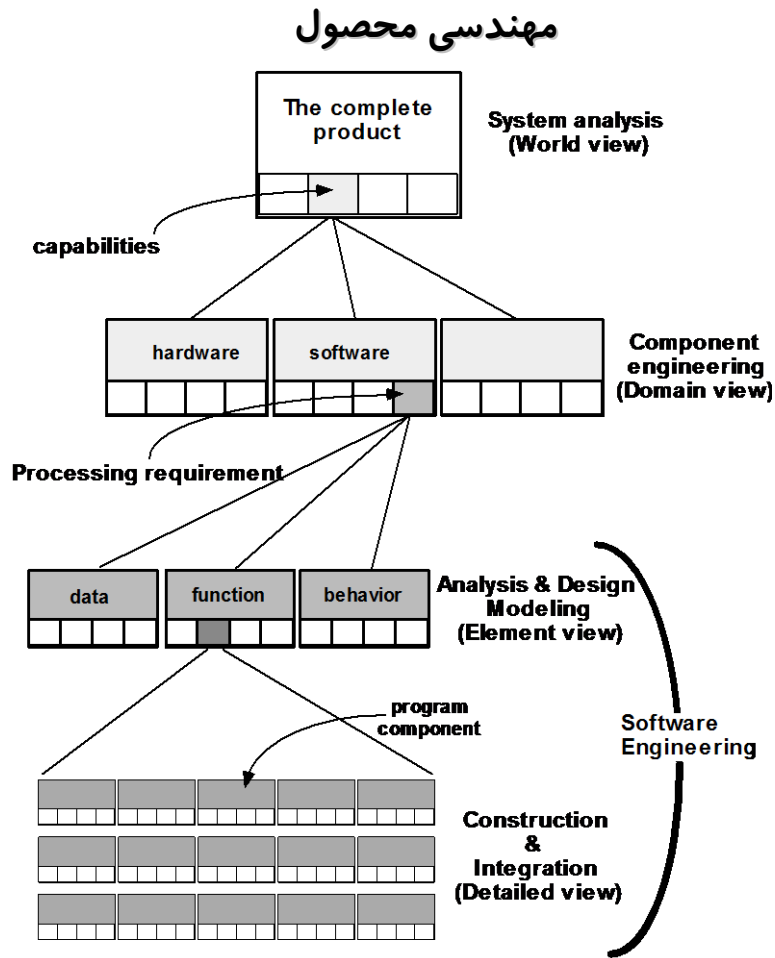 مهندسی محصول
The complete
product
System analysis
(World view)
capabilities
hardware
software
Component
engineering
(Domain view)
Processing requirement
data
function
behavior
Analysis & Design
Modeling
(Element view)
program
component
Software
Engineering
Construction
&
Integration
(Detailed view)